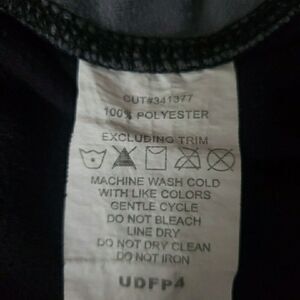 CUT#341377
100% POLYESTER
EXCLUDING TRIM
MACHINE WASH COLD
WITH LIKE COLORS
GENTLE CYCLE
DO NOT BLEACH
LINE DRY
DO NOT DRY CLEAN
DO NOT IRON
UDFP4